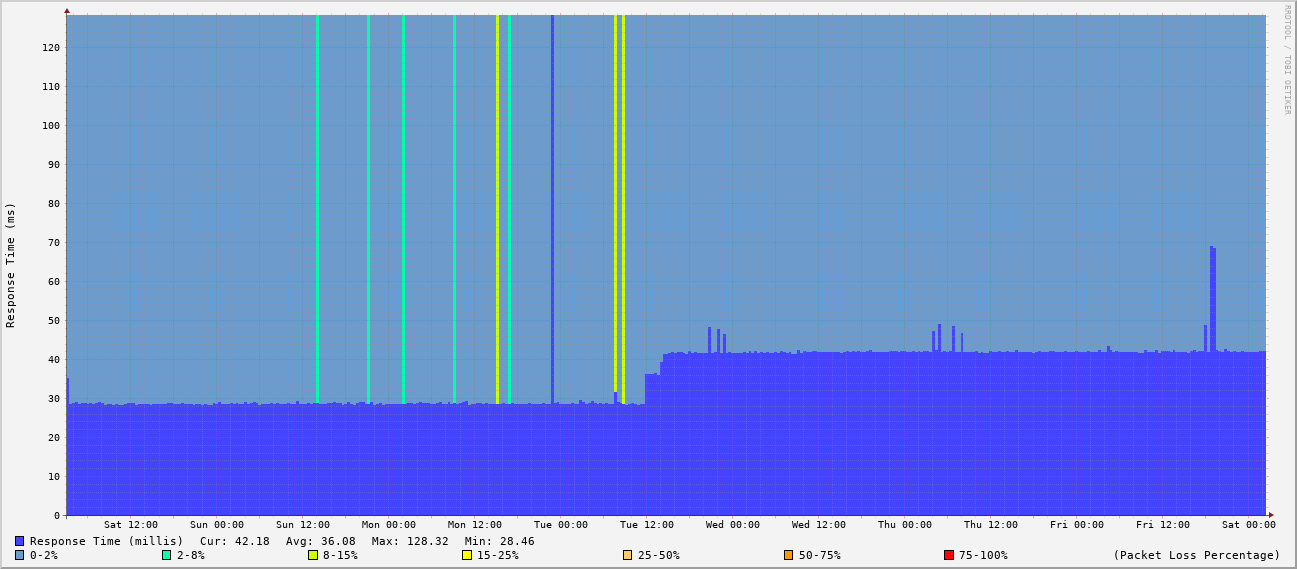 RRDTOOL / TOBI OETIKER
Response Time (ms)
120
110
100
90
80
70
60
50
40
30
20
10
0
Sat 12:00 Sun 00:00 Sun 12:00 Mon 00:00 Mon 12:00 Tue 00:00 Tue 12:00 Wed 00:00 Wed 12:00 Thu 00:00 Thu 12:00 Fri 00:00 Fri 12:00 Sat 00:00
Response Time (millis) Cur: 42.18 Avg: 36.08 Max: 128.32 Min: 28.46
0-2% 2-8% 8-15% 15-25% 25-50% 50-75% 75-100% (Packet Loss Percentage)